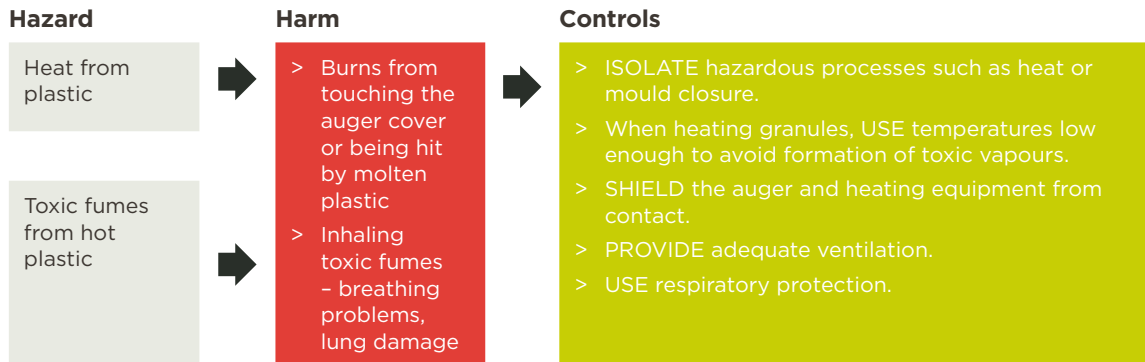 Hazard
Heat from
plastic
Toxic fumes
from hot
plastic
Harm
> Burns from
touching the
auger cover
or being hit
by molten
plastic
> Inhaling
toxic fumes
– breathing
problems,
lung damage
Controls
> ISOLATE hazardous processes such as heat or
mould closure.
> When heating granules, USE temperatures low
enough to avoid formation of toxic vapours.
> SHIELD the auger and heating equipment from
contact.
> PROVIDE adequate ventilation.
> USE respiratory protection.